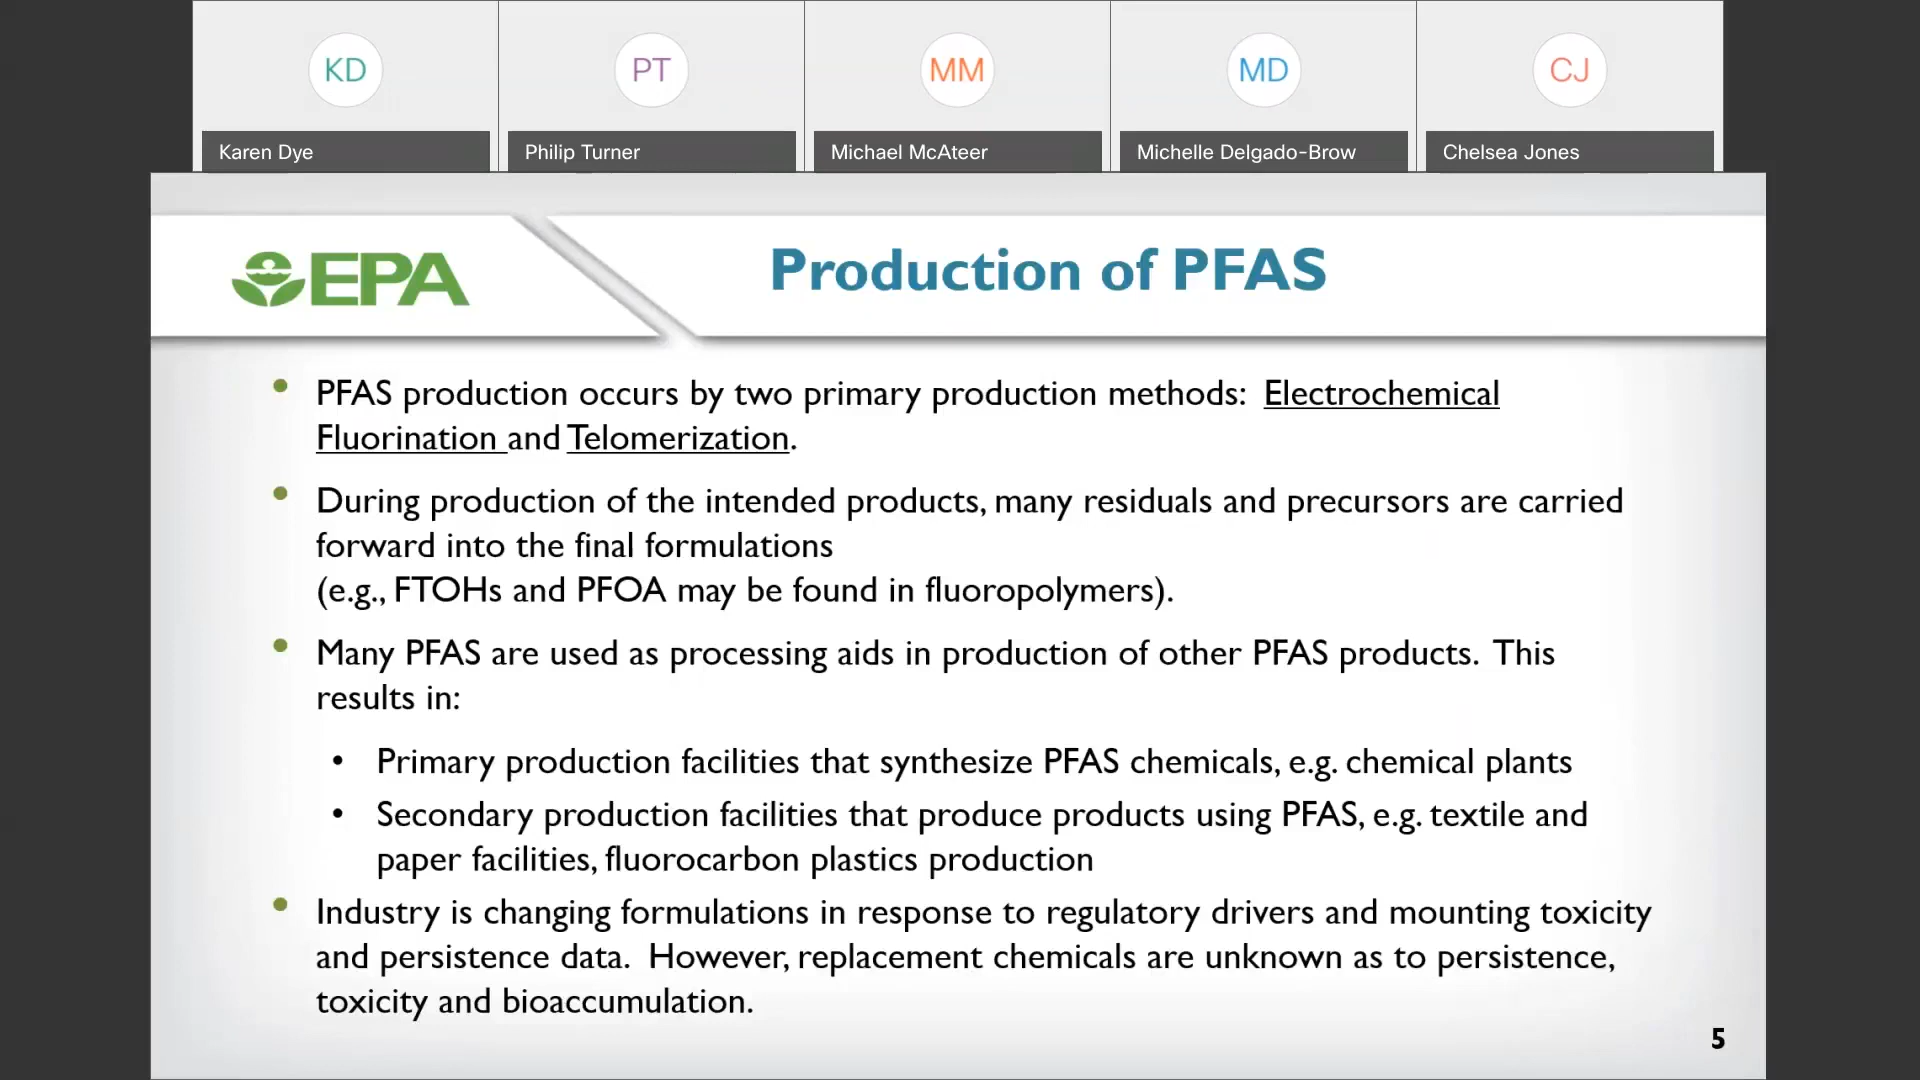 KD
PT
MM
MD
CJ
Karen Dye
Philip Turner
Michael McAteer
Michelle Delgado-Brow
Chelsea Jones
EPA
Production of PFAS
• PFAS production occurs by two primary production methods:  Electrochemical
Fluorination and Telomerization.
• During production of the intended products, many residuals and precursors are carried
forward into the final formulations
(e.g., FTOHs and PFOA may be found in fluoropolymers).
• Many PFAS are used as processing aids in production of other PFAS products.  This
results in:
• Primary production facilities that synthesize PFAS chemicals, e.g. chemical plants
• Secondary production facilities that produce products using PFAS, e.g. textile and
paper facilities, fluorocarbon plastics production
• Industry is changing formulations in response to regulatory drivers and mounting toxicity
and persistence data.  However, replacement chemicals are unknown as to persistence,
toxicity and bioaccumulation.
5